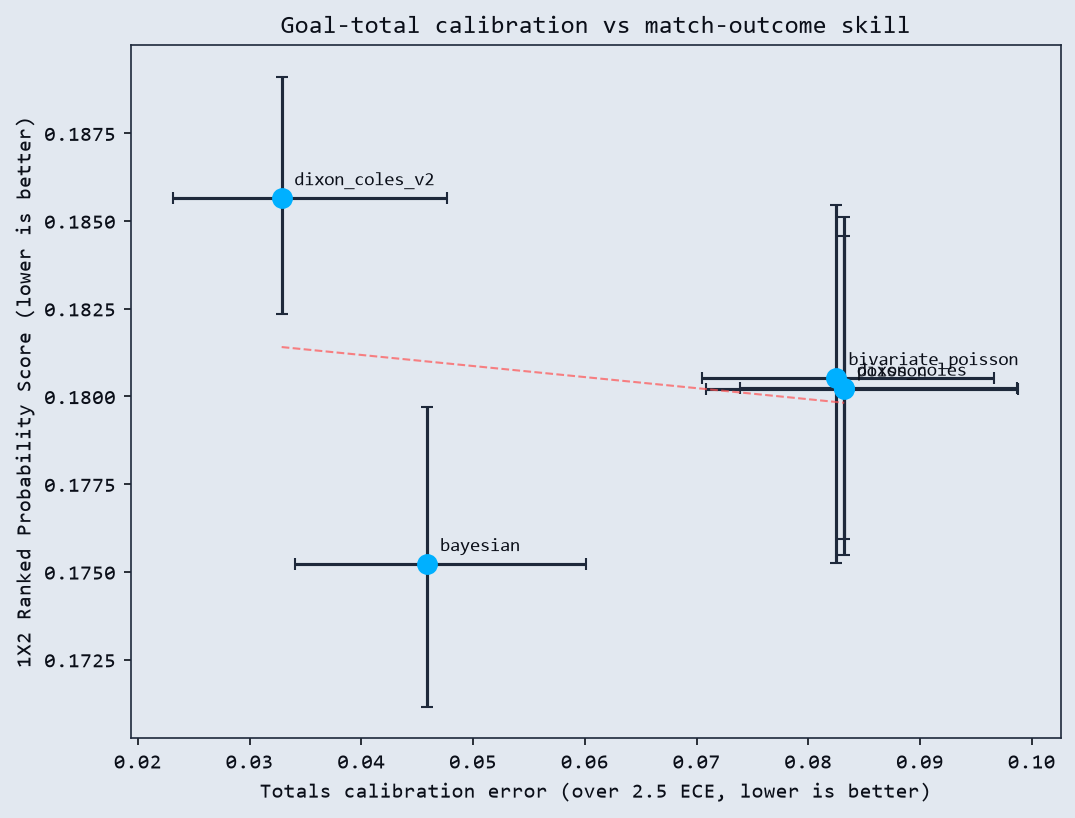 Goal-total calibration vs match-outcome skill
1X2 Ranked Probability Score (lower is better)
0.1875
0.1850
0.1825
0.1800
0.1775
0.1750
0.1725
dixon_coles_v2
bivariate_poisson
dixon_coles
poisson
bayesian
0.02 0.03 0.04 0.05 0.06 0.07 0.08 0.09 0.10
Totals calibration error (over 2.5 ECE, lower is better)